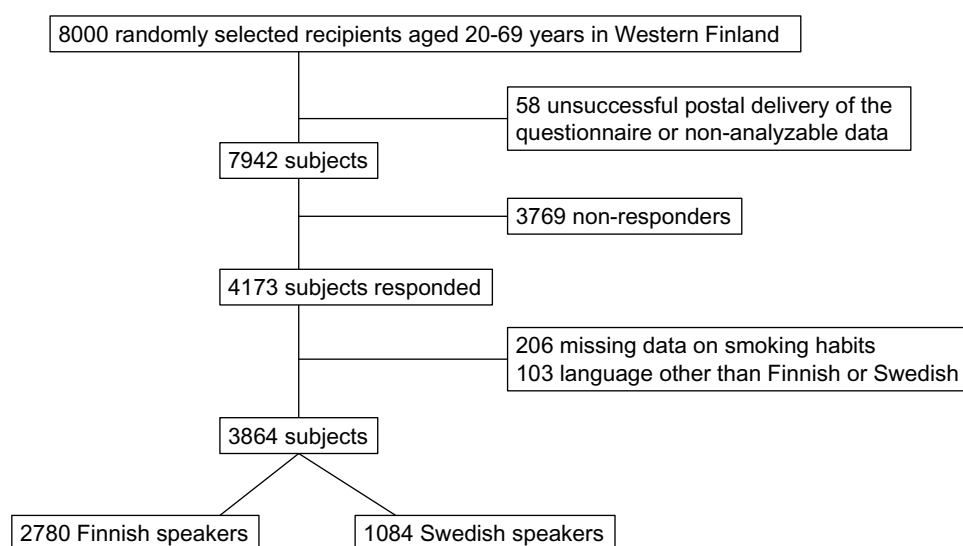 8000 randomly selected recipients aged 20-69 years in Western Finland
58 unsuccessful postal delivery of the
questionnaire or non-analyzable data
7942 subjects
3769 non-responders
4173 subjects responded
206 missing data on smoking habits
103 language other than Finnish or Swedish
3864 subjects
2780 Finnish speakers
1084 Swedish speakers